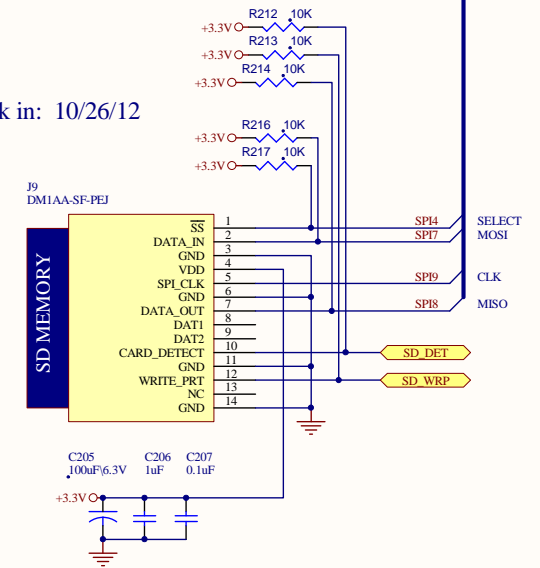 R212 10K
+3.3V
R213 10K
+3.3V
R214 10K
+3.3V
k in: 10/26/12
R216 10K
+3.3V
R217 10K
+3.3V
J9
DM1AA-SF-PEJ
SD MEMORY
SS 1 SPI4 SELECT
DATA_IN 2 SPI7 MOSI
GND 3
VDD 4
SPI_CLK 5 SPI9 CLK
GND 6
DATA_OUT 7 SPI8 MISO
DAT1 8
DAT2 9
CARD_DETECT 10 SD_DET
GND 11
WRITE_PRT 12 SD_WRP
NC 13
GND 14
C205 C206 C207
100uF\6.3V 1uF 0.1uF
+3.3V